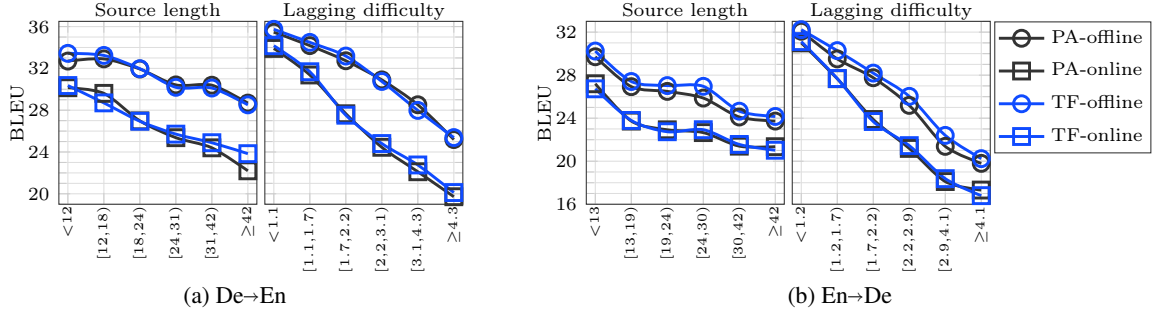 Source length
Lagging difficulty
BLEU
36
32
28
24
20
<12
[12,18)
[18,24)
[24,31)
[31,42)
≥42
<1.1
[1.1,1.7)
[1.7,2.2)
[2.2,3.1)
[3.1,4.3)
≥4.3
(a) De→En
Source length
Lagging difficulty
BLEU
32
28
24
20
16
<13
[13,19)
[19,24)
[24,30)
[30,42)
≥42
<1.2
[1.2,1.7)
[1.7,2.2)
[2.2,2.9)
[2.9,4.1)
≥4.1
(b) En→De
PA-offline
PA-online
TF-offline
TF-online